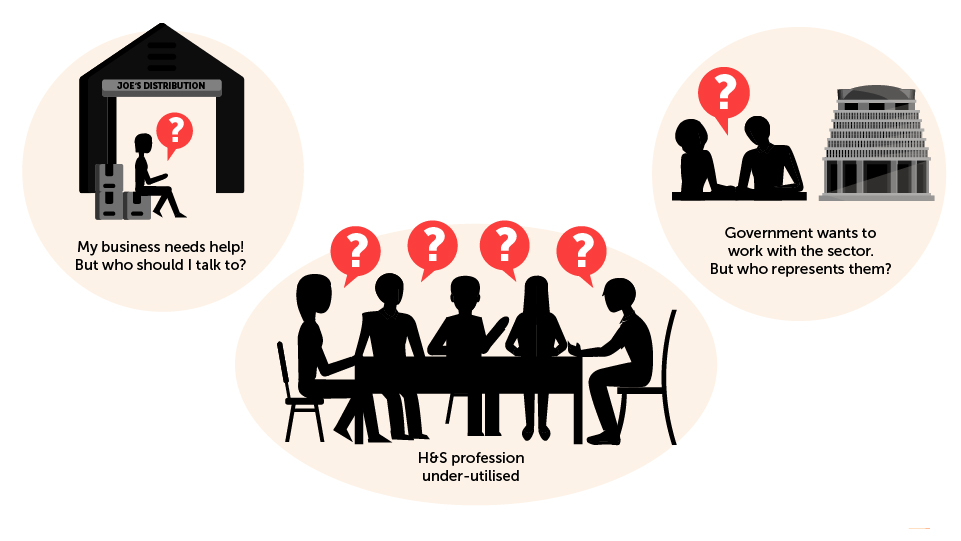 JOE'S DISTRIBUTION
?
My business needs help!
But who should I talk to?
?
Government wants to
work with the sector.
But who represents them?
? ? ? ?
H&S profession
under-utilised